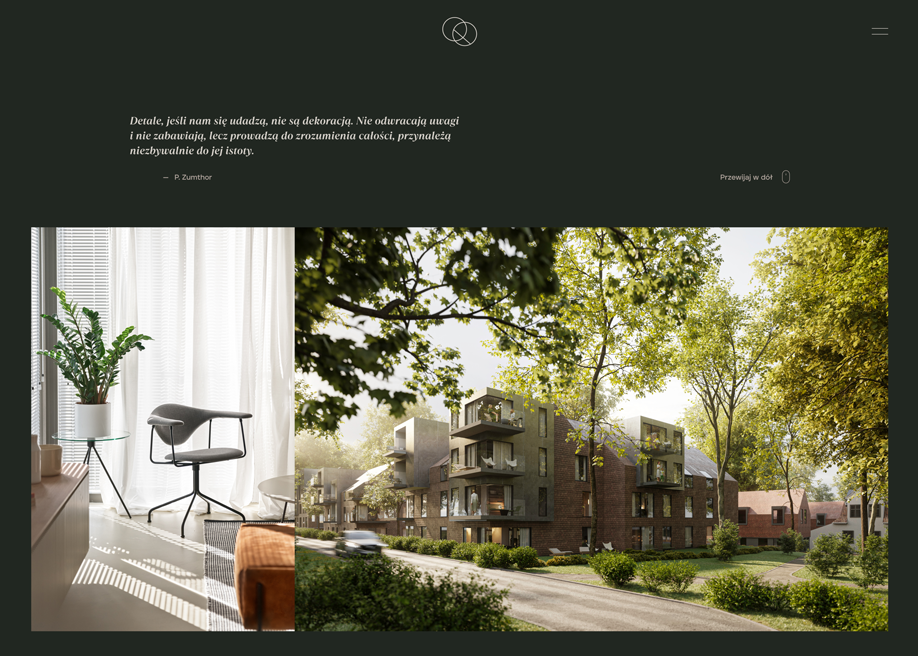 Detale, jeśli nam się udadzą, nie są dekoracją. Nie odwracają uwagi
i nie zabawiają, lecz prowadzą do zrozumienia całości, przynależą
niezbywalnie do jej istoty.
— P. Zumthor
Przewijaj w dół